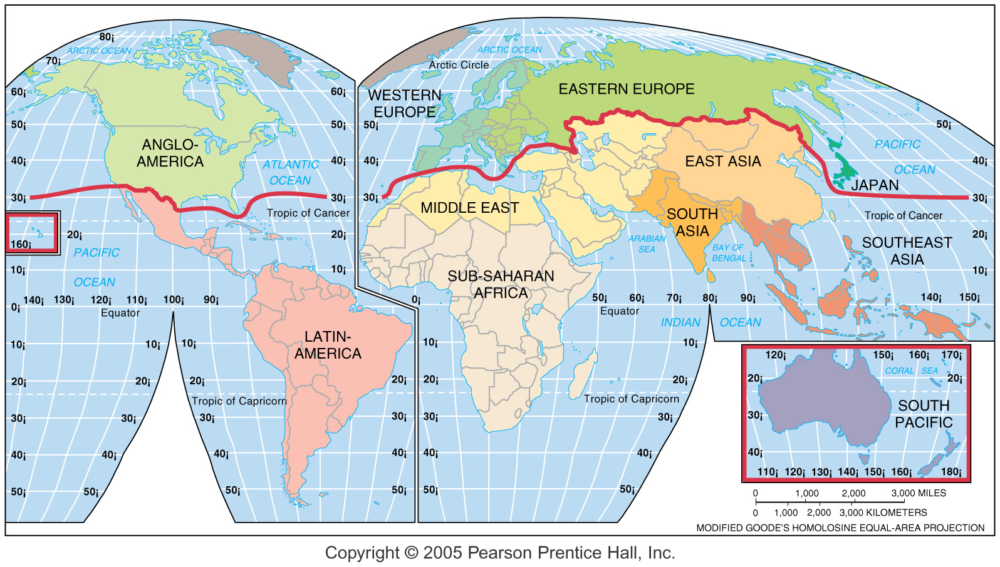 80¡
ARCTIC OCEAN
70¡
60¡
60¡
50¡
50¡
ANGLO-
AMERICA
40¡
40¡
ATLANTIC
OCEAN
30¡
30¡
Tropic of Cancer
160¡
20¡
20¡
PACIFIC
OCEAN
10¡
10¡
0¡
140¡
130¡
120¡
110¡
100¡
90¡
Equator
10¡
10¡
LATIN-
AMERICA
20¡
20¡
20¡
20¡
Tropic of Capricorn
30¡
30¡
30¡
30¡
40¡
40¡
40¡
40¡
50¡
50¡
50¡
50¡
ARCTIC OCEAN
Arctic Circle
WESTERN
EUROPE
EASTERN EUROPE
50¡
50¡
PACIFIC
OCEAN
40¡
40¡
EAST ASIA
JAPAN
30¡
30¡
MIDDLE EAST
SOUTH
ASIA
Tropic of Cancer
20¡
ARABIAN
SEA
BAY OF
BENGAL
SOUTHEAST
ASIA
10¡
SUB-SAHARAN
AFRICA
0¡
50¡
60¡
70¡
80¡
90¡
140¡
150¡
Equator
INDIAN
OCEAN
10¡
10¡
20¡
20¡
Tropic of Capricorn
30¡
30¡
40¡
40¡
50¡
50¡
120¡
150¡
160¡
170¡
CORAL SEA
20¡
20¡
SOUTH
PACIFIC
30¡
40¡
110¡
120¡
130¡
140¡
150¡
160¡
180¡
0 1,000 2,000 3,000 MILES
0 1,000 2,000 3,000 KILOMETERS
MODIFIED GOODE'S HOMOLOSINE EQUAL-AREA PROJECTION
Copyright © 2005 Pearson Prentice Hall, Inc.